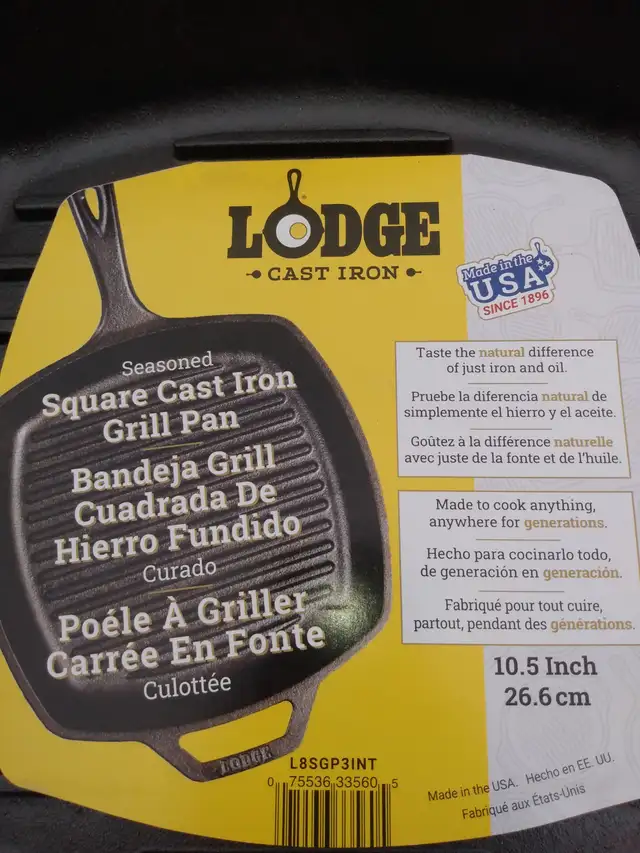 LODGE
CAST IRON
Made in the
USA
SINCE 1896
Seasoned
Square Cast Iron
Grill Pan
Bandeja Grill
Cuadrada De
Hierro Fundido
Curado
Poéle À Griller
Carrée En Fonte
Culottée
LODGE
Taste the natural difference
of just iron and oil.
Pruebe la diferencia natural de
simplemente el hierro y el aceite.
Goûtez à la différence naturelle
avec juste de la fonte et de l'huile.
Made to cook anything,
anywhere for generations.
Hecho para cocinarlo todo,
de generación en generación.
Fabriqué pour tout cuire,
partout, pendant des générations.
10.5 Inch
26.6 cm
L8SGP3INT
0 75536 33560 5
Made in the USA. Hecho en EE. UU.
Fabriqué aux États-Unis